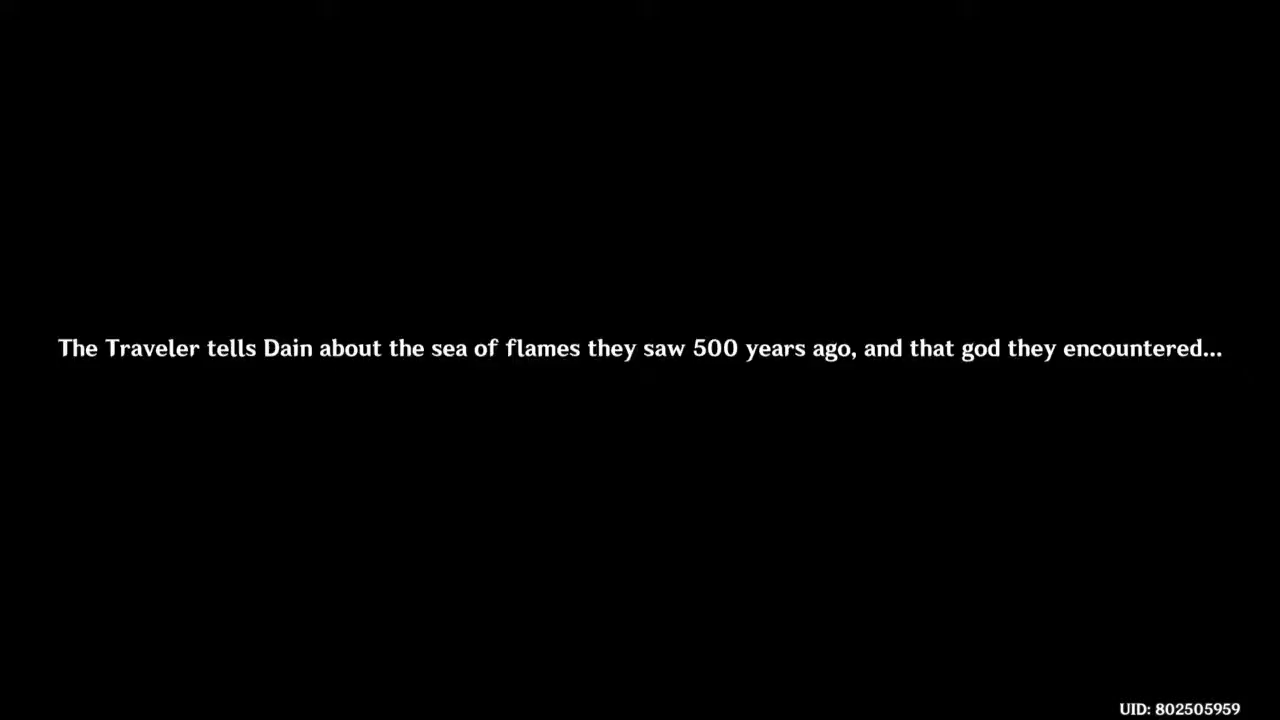 The Traveler tells Dain about the sea of flames they saw 500 years ago, and that god they encountered...
UID: 802505959